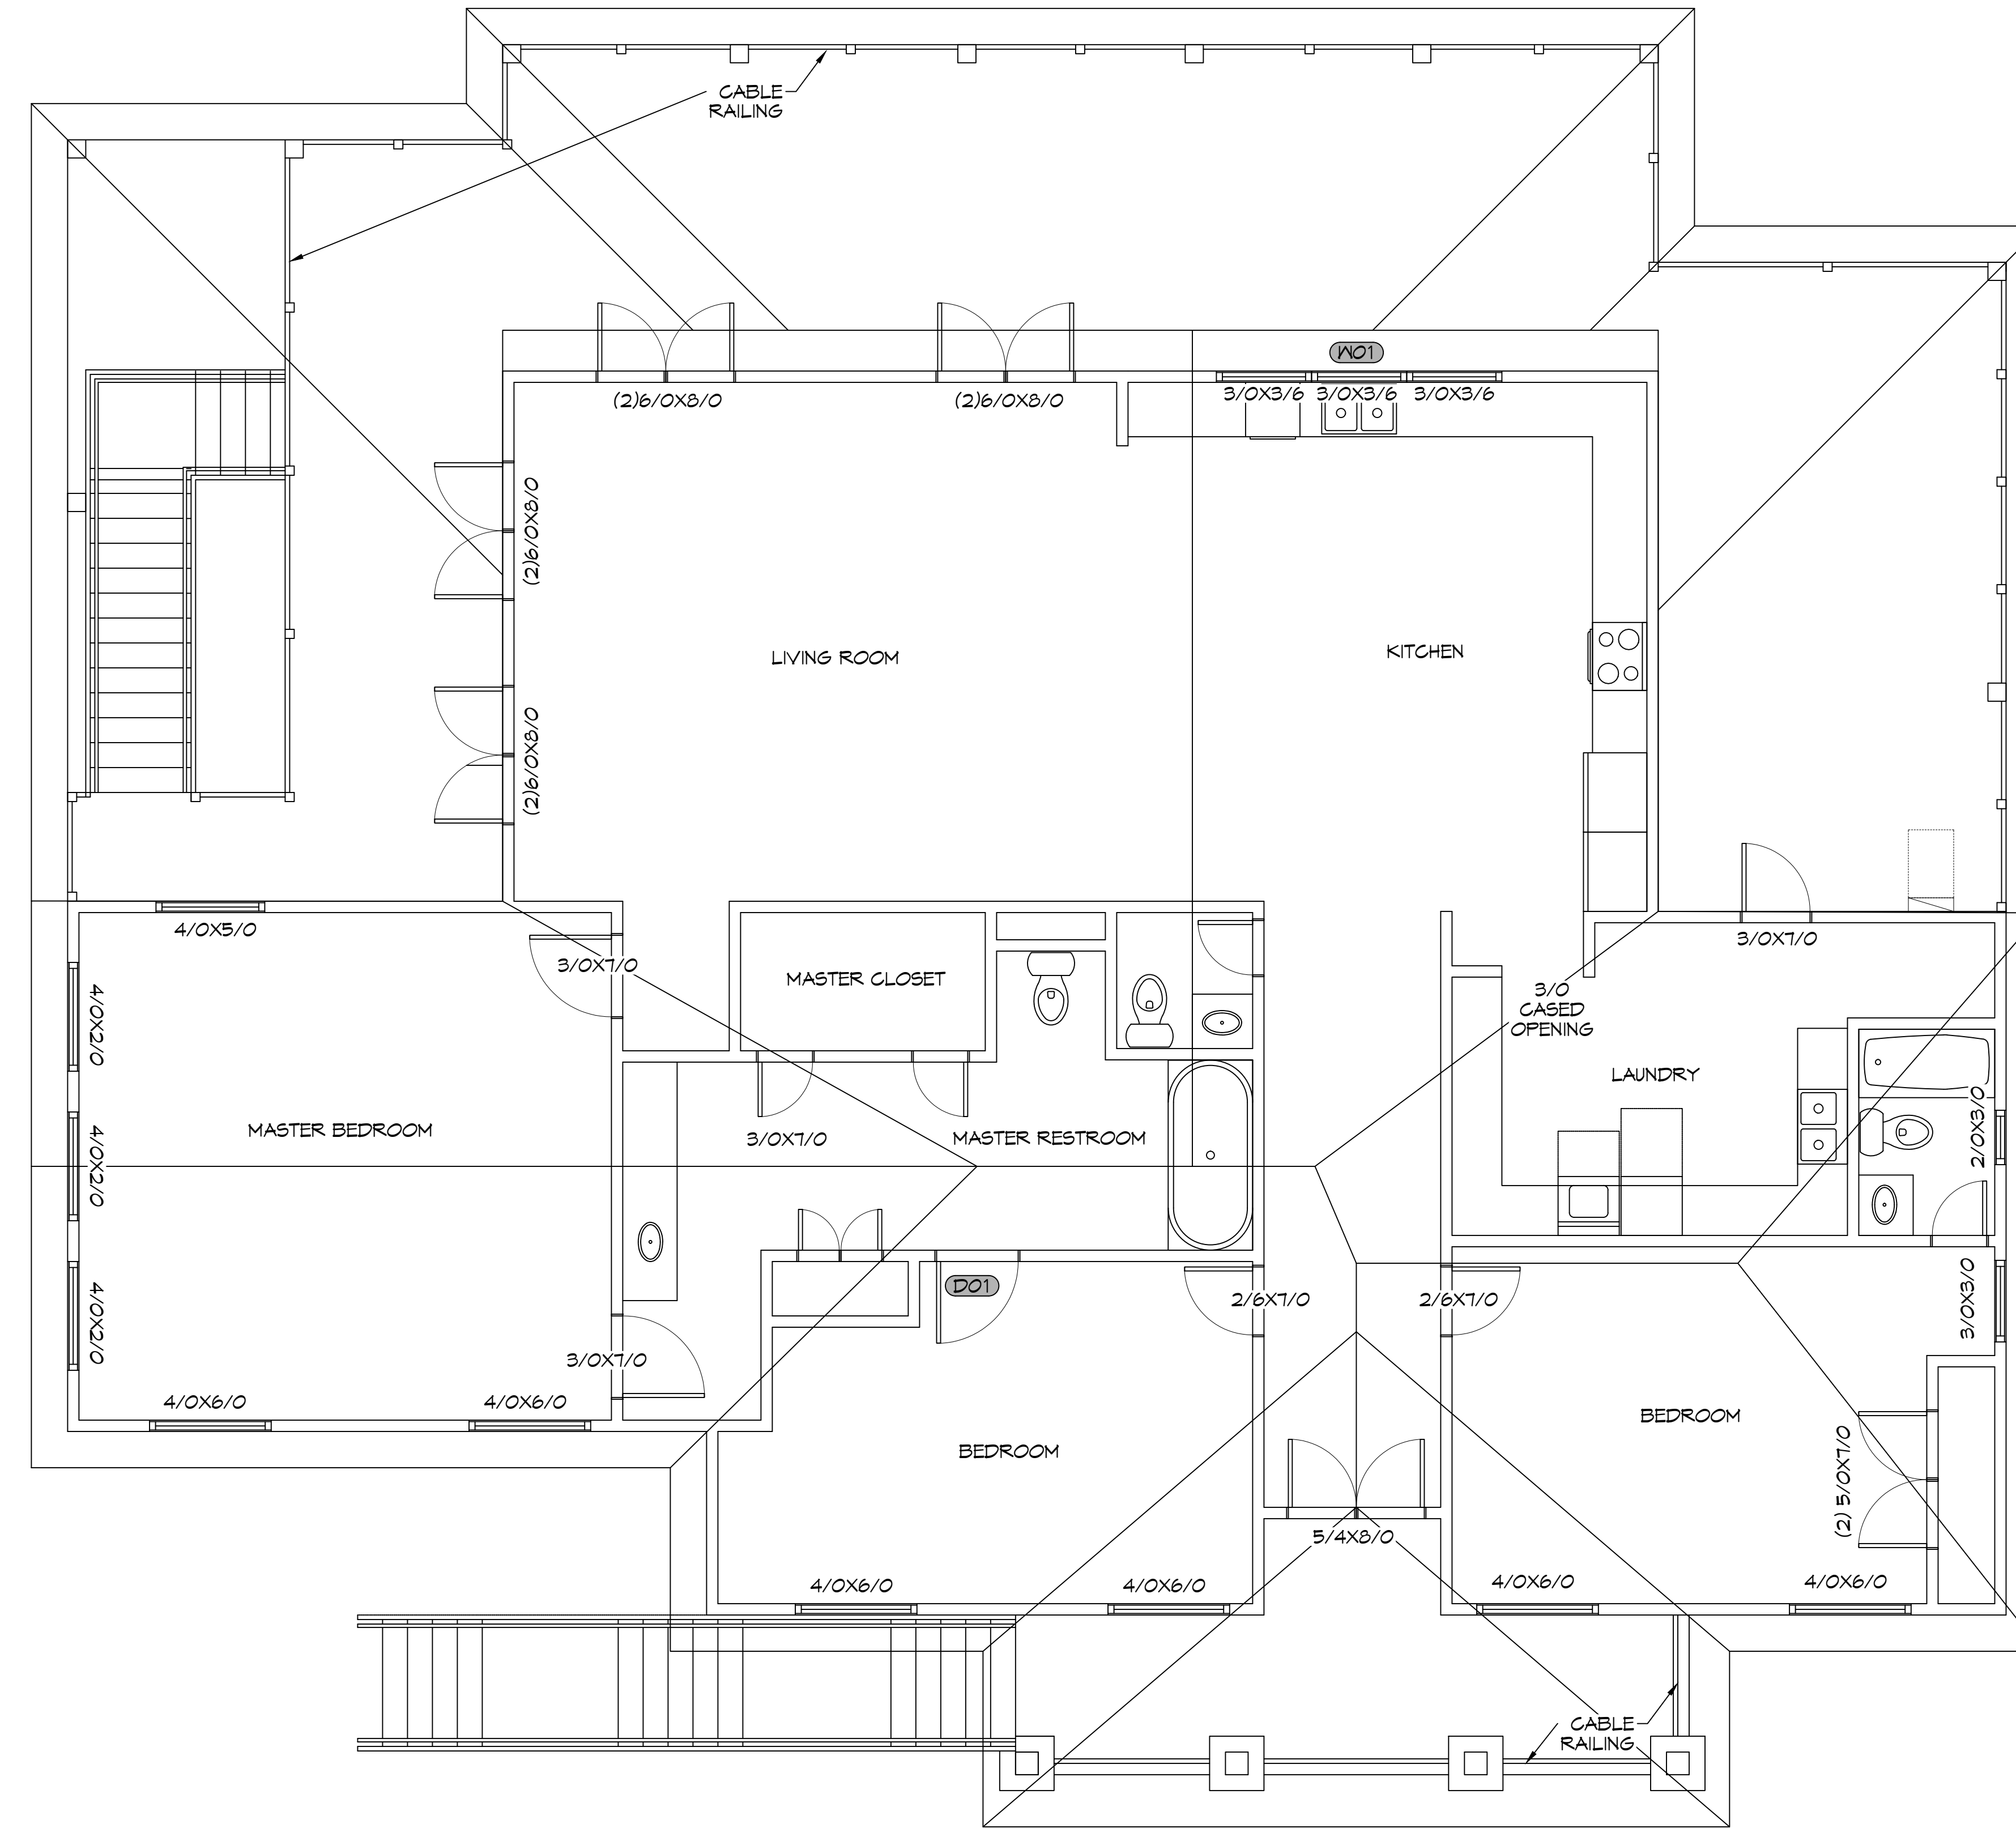 CABLE
RAILING
W01
(2)6/0X8/0
(2)6/0X8/0
3/0X3/6
3/0X3/6
3/0X3/6
(2)6/0X8/0
LIVING ROOM
KITCHEN
(2)6/0X8/0
4/0X5/0
3/0X7/0
3/0X7/0
MASTER CLOSET
3/0
CASED
OPENING
4/0X2/0
LAUNDRY
MASTER BEDROOM
4/0X2/0
3/0X7/0
MASTER RESTROOM
2/0X3/0
D01
2/6X7/0
2/6X7/0
3/0X3/0
4/0X2/0
3/0X7/0
4/0X6/0
4/0X6/0
BEDROOM
BEDROOM
(2) 5/0X7/0
5/4X8/0
4/0X6/0
4/0X6/0
4/0X6/0
4/0X6/0
CABLE
RAILING